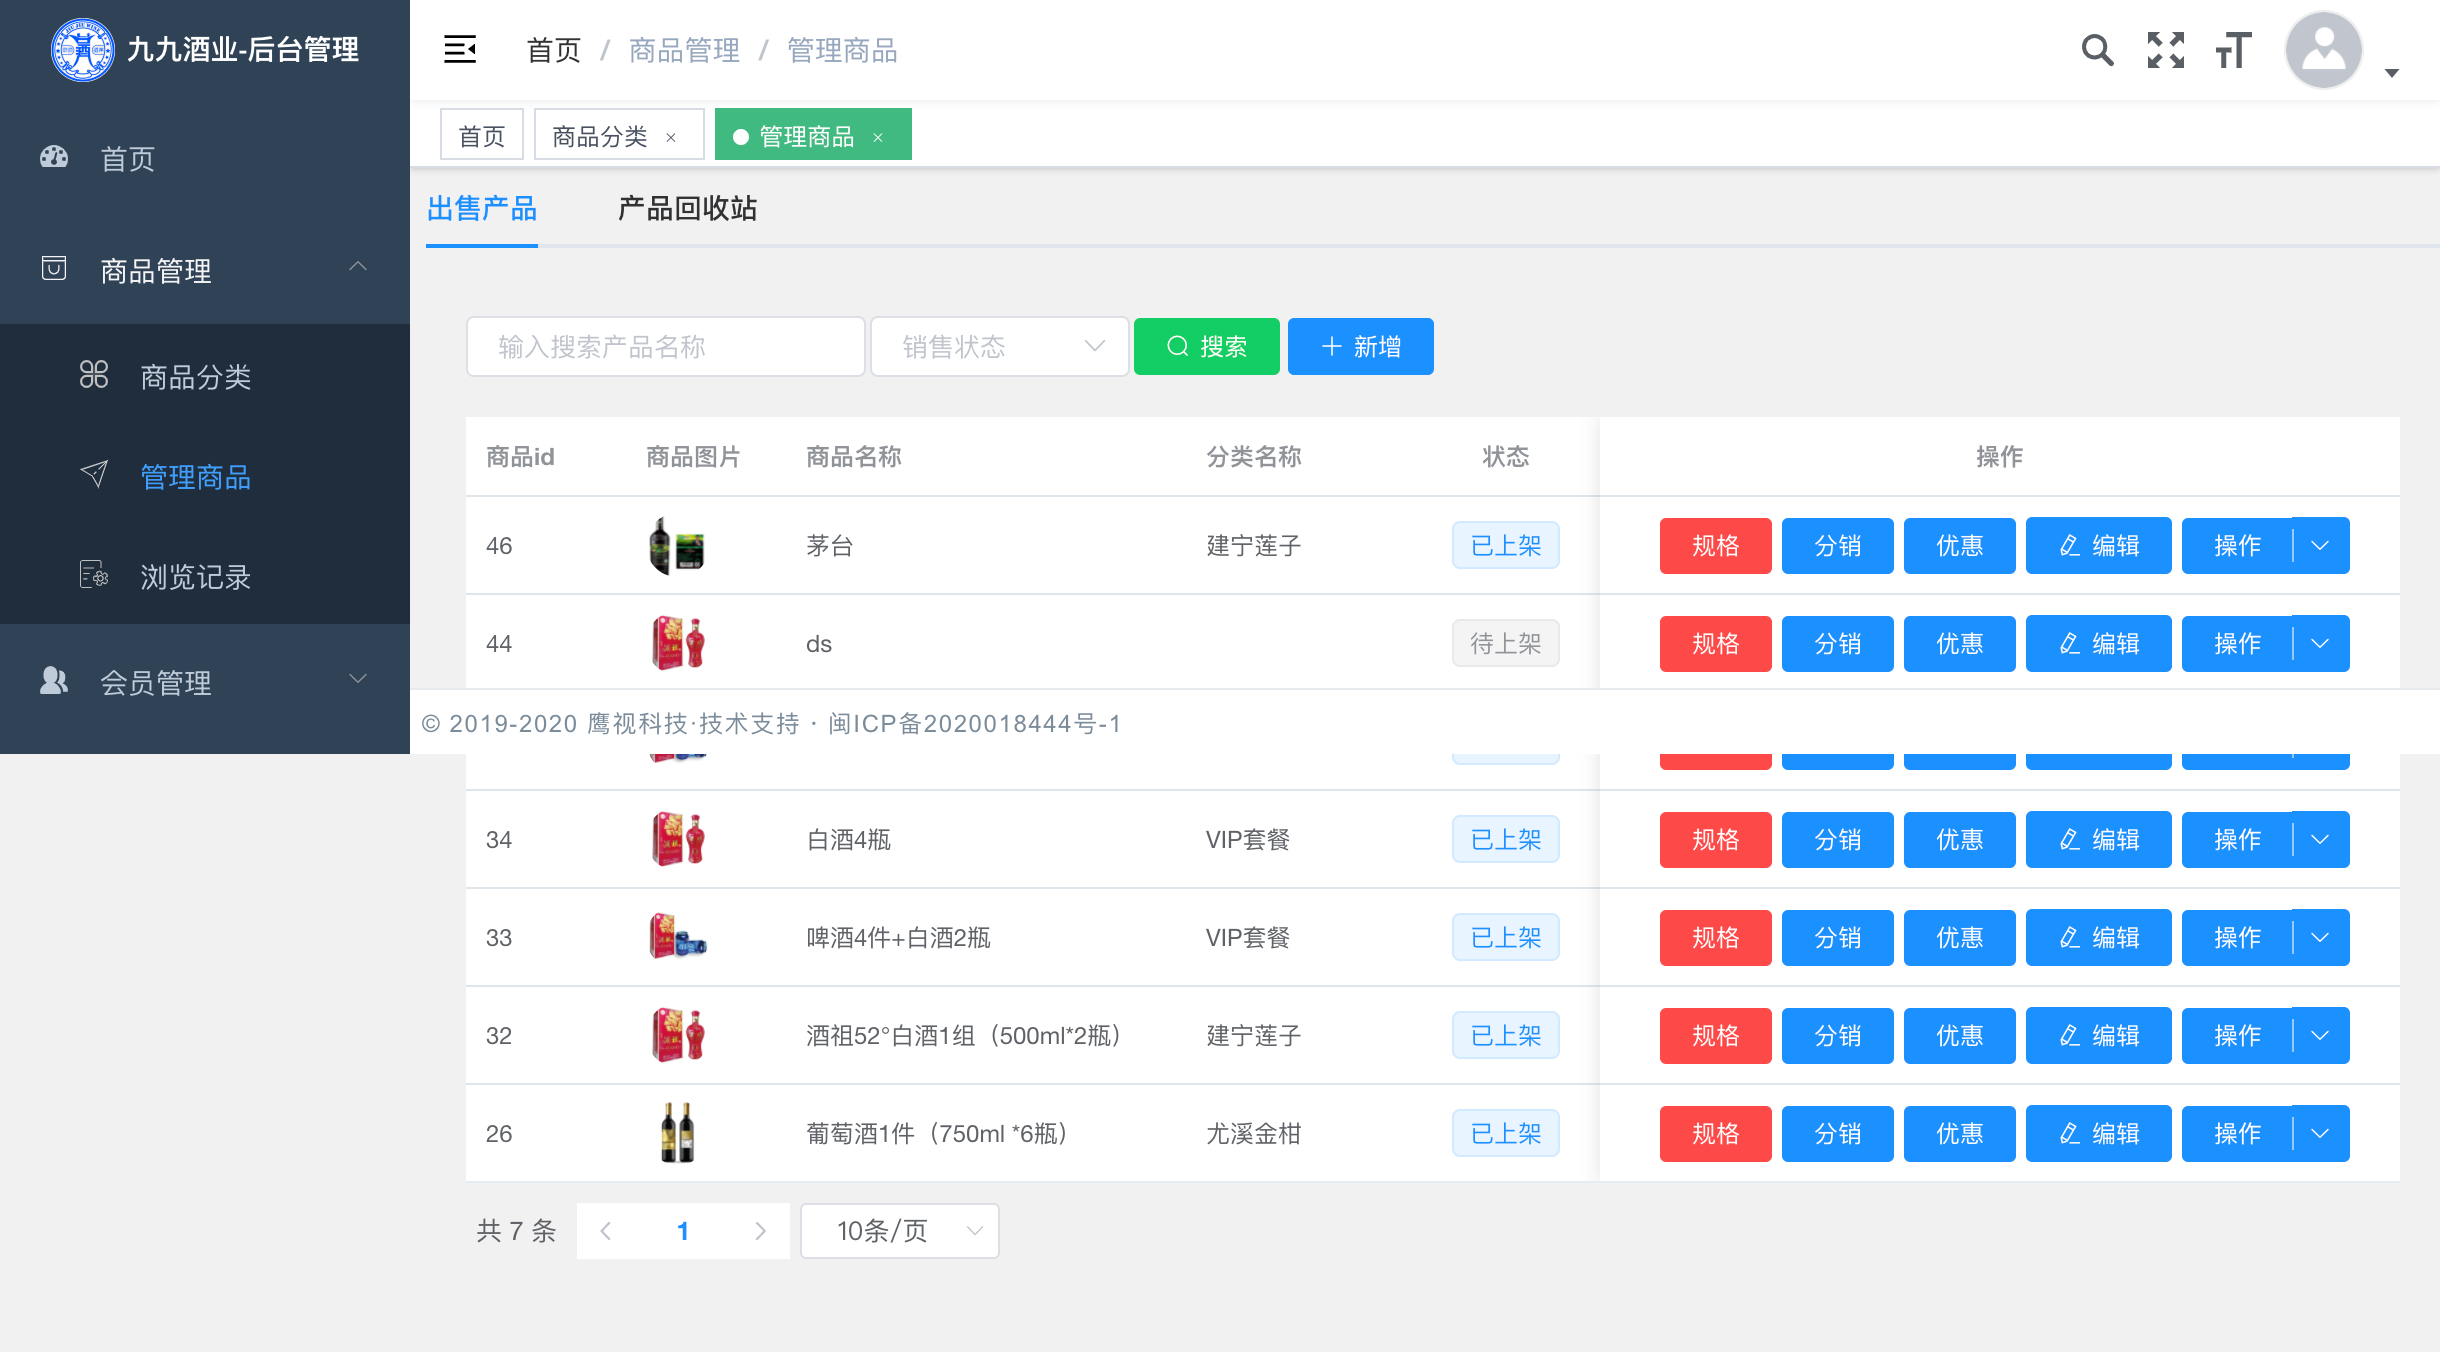 九九酒业-后台管理
首页 / 商品管理 / 管理商品
首页
商品分类 ×
管理商品 ×
首页
商品管理
商品分类
管理商品
浏览记录
会员管理
出售产品
产品回收站
输入搜索产品名称
销售状态
搜索
新增
商品id 商品图片 商品名称 分类名称 状态 操作
46 茅台 建宁莲子 已上架 规格 分销 优惠 编辑 操作
44 ds 待上架 规格 分销 优惠 编辑 操作
© 2019-2020 鹰视科技·技术支持 · 闽ICP备2020018444号-1
34 白酒4瓶 VIP套餐 已上架 规格 分销 优惠 编辑 操作
33 啤酒4件+白酒2瓶 VIP套餐 已上架 规格 分销 优惠 编辑 操作
32 酒祖52°白酒1组（500ml*2瓶） 建宁莲子 已上架 规格 分销 优惠 编辑 操作
26 葡萄酒1件（750ml *6瓶） 尤溪金柑 已上架 规格 分销 优惠 编辑 操作
共 7 条 1 10条/页